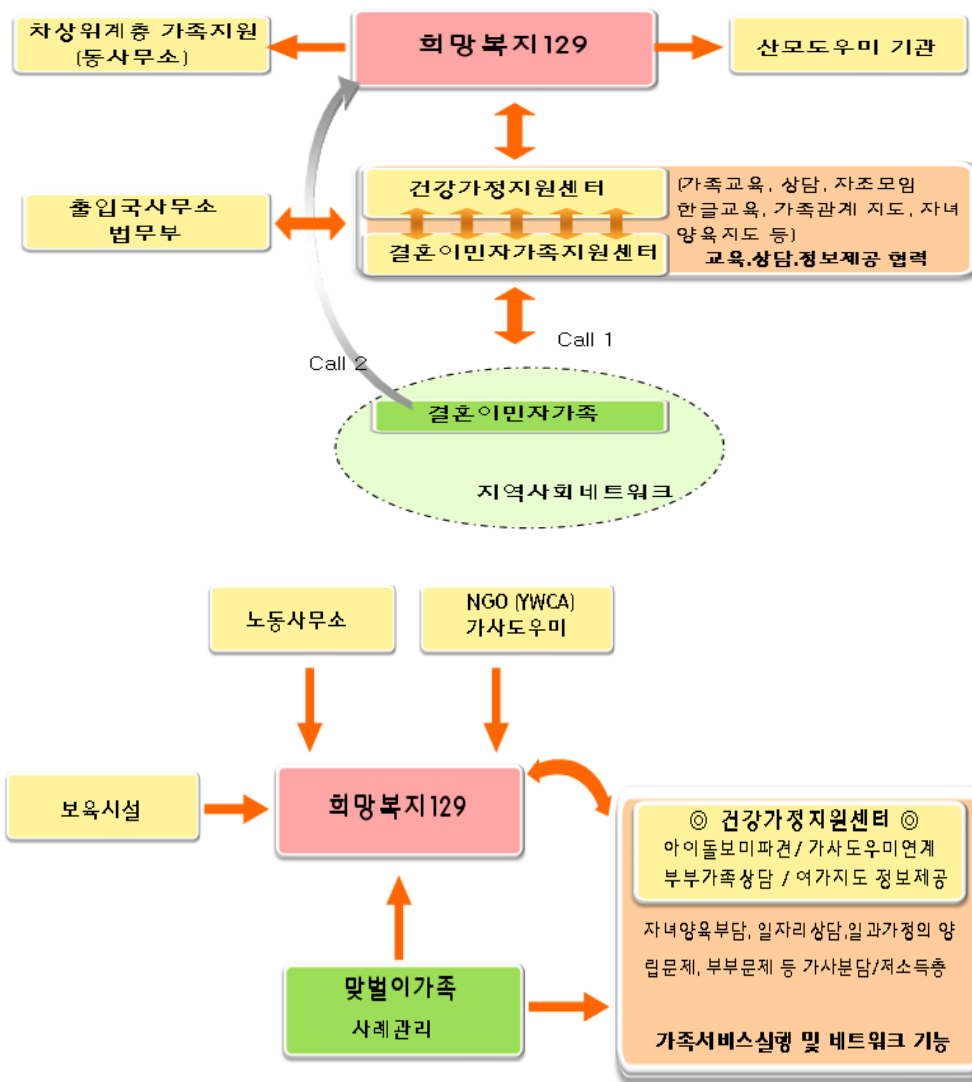 차상위계층 가족지원
(동사무소)
희망복지129
산모도우미 기관
출입국사무소
법무부
건강가정지원센터
결혼이민자가족지원센터
(가족교육, 상담, 자조모임
한글교육, 가족관계 지도, 자녀
양육지도 등)
교육.상담.정보제공 협력
Call 1
Call 2
결혼이민자가족
지역사회네트워크
노동사무소
NGO (YWCA)
가사도우미
보육시설
희망복지129
◎ 건강가정지원센터 ◎
아이돌보미파견/ 가사도우미연계
부부가족상담 / 여가지도 정보제공
자녀양육부담, 일자리상담,일과가정의 양
립문제, 부부문제 등 가사분담/저소득층
가족서비스실행 및 네트워크 기능
맞벌이가족
사례관리